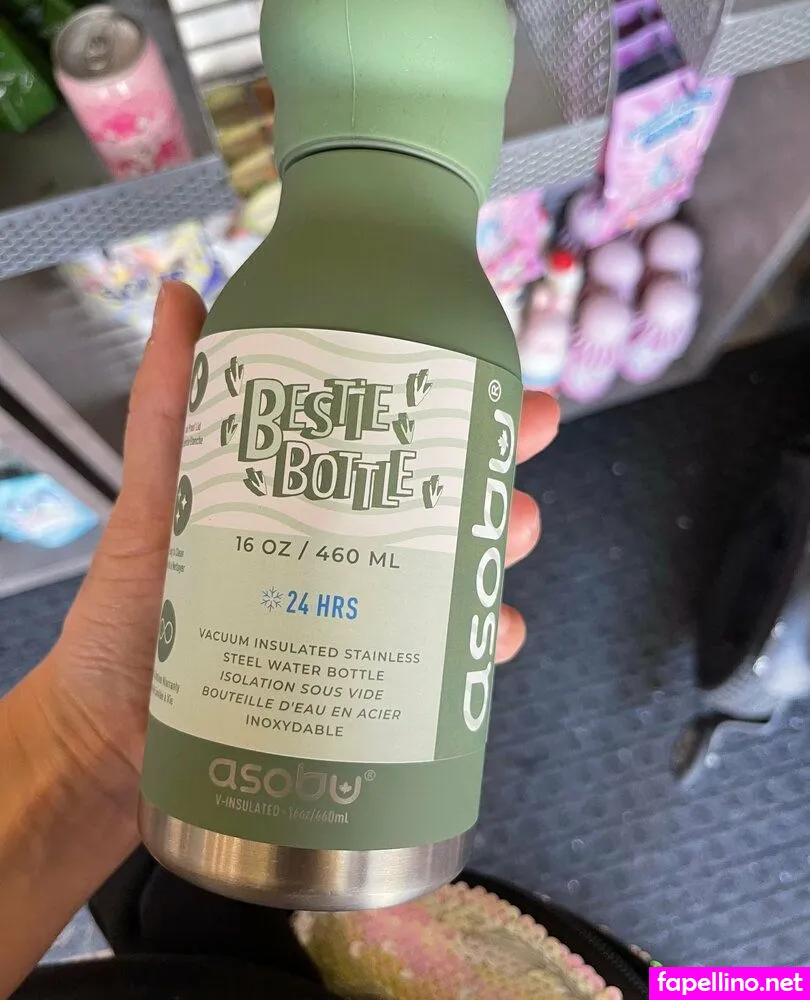 BESTIE
BOTTLE
16 OZ / 460 ML
24 HRS
VACUUM INSULATED STAINLESS
STEEL WATER BOTTLE
ISOLATION SOUS VIDE
BOUTEILLE D'EAU EN ACIER
INOXYDABLE
asobu®
asobu®
V-INSULATED · 16oz/460mL
fapellino.net